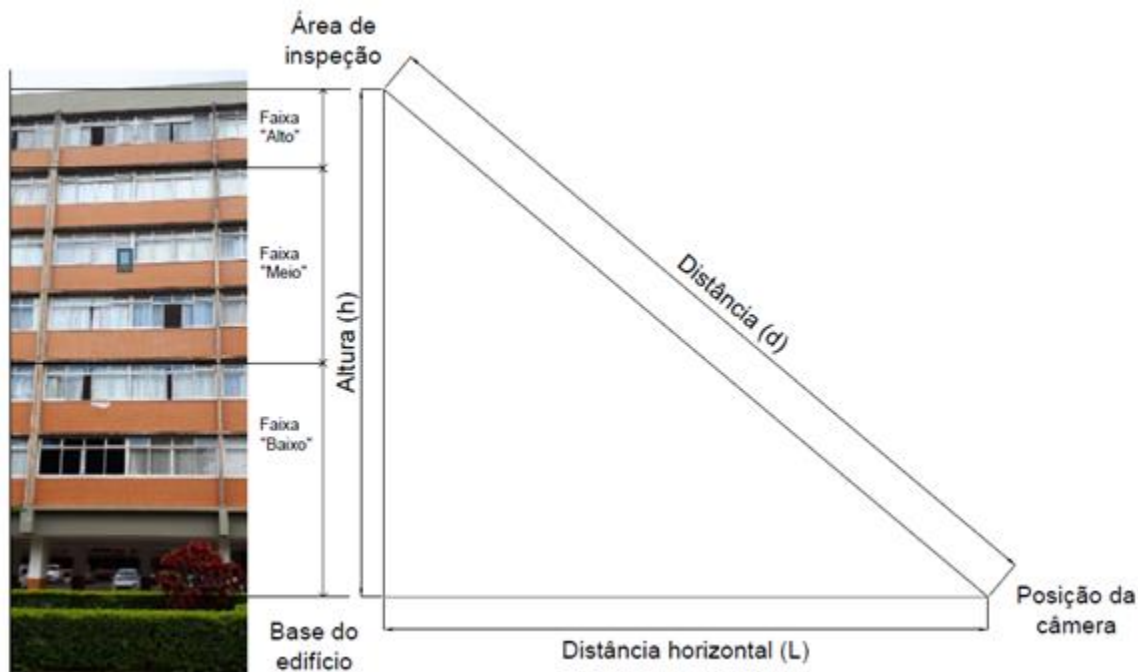 Área de
inspeção
Faixa
"Alto"
Faixa
"Meio"
Faixa
"Baixo"
Altura (h)
Distância (d)
Base do
edifício
Distância horizontal (L)
Posição da
câmera